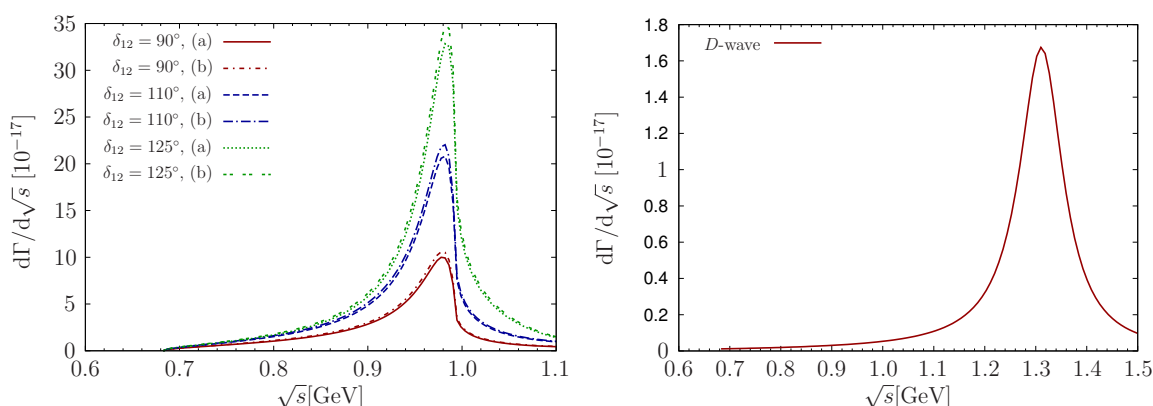 35
30
25
20
15
10
5
0
0.6 0.7 0.8 0.9 1.0 1.1
dΓ/d√s [10⁻¹⁷]
√s[GeV]
δ₁₂ = 90°, (a)
δ₁₂ = 90°, (b)
δ₁₂ = 110°, (a)
δ₁₂ = 110°, (b)
δ₁₂ = 125°, (a)
δ₁₂ = 125°, (b)
1.8
1.6
1.4
1.2
1
0.8
0.6
0.4
0.2
0
0.6 0.7 0.8 0.9 1.0 1.1 1.2 1.3 1.4 1.5
dΓ/d√s [10⁻¹⁷]
√s[GeV]
D-wave